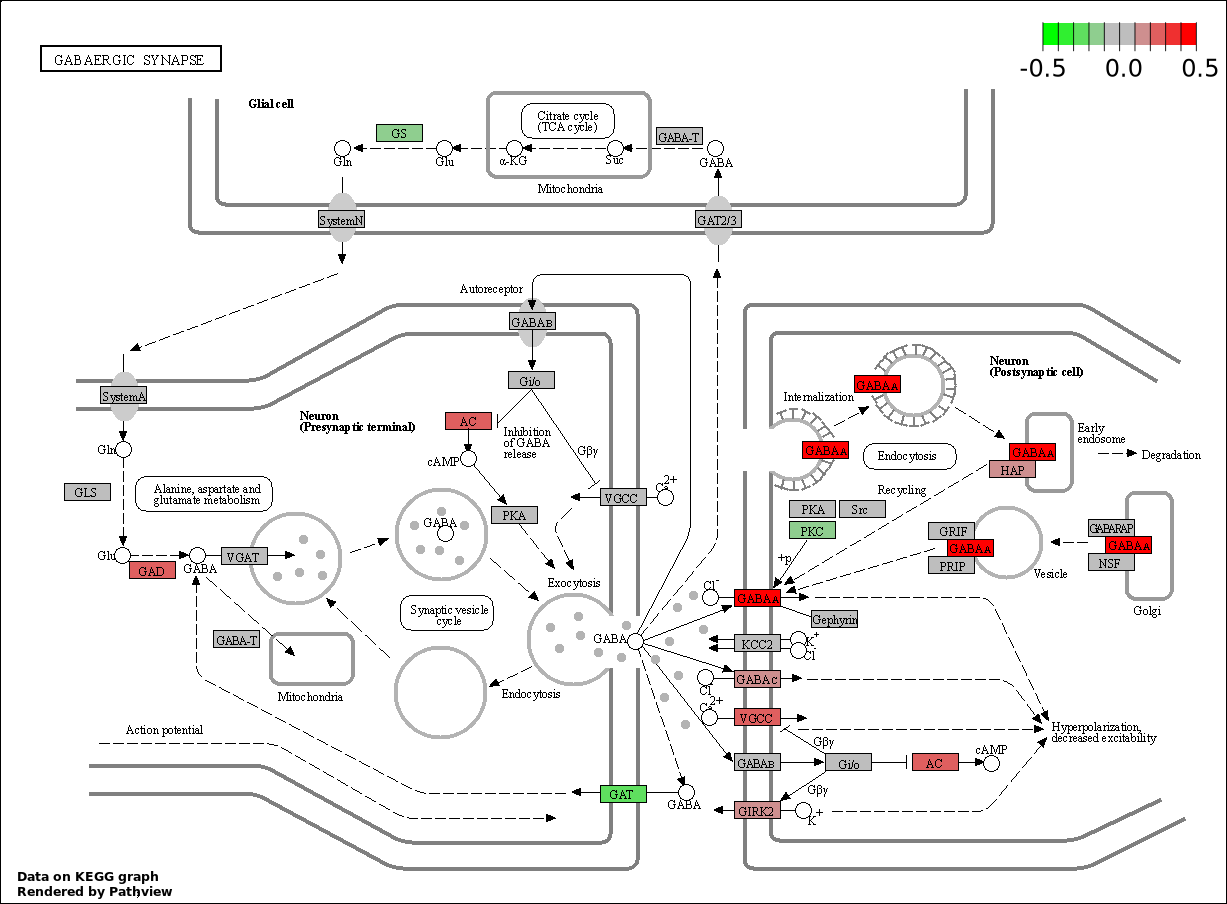 GABAERGIC SYNAPSE
-0.5 0.0 0.5
Glial cell
Citrate cycle
(TCA cycle)
GS
GABA-T
Gln
Glu
α-KG
Suc
GABA
Mitochondria
SystemN
GAT2/3
Autoreceptor
GABAB
Gi/o
AC
Inhibition
of GABA
release
Gβγ
cAMP
VGCC
C 2+
PKA
Neuron
(Presynaptic terminal)
SystemA
Gln
GLS
Alanine, aspartate and
glutamate metabolism
Glu
GAD
GABA
VGAT
GABA
Exocytosis
Synaptic vesicle
cycle
GABA
GABA-T
Mitochondria
Endocytosis
Action potential
GAT
GABA
Neuron
(Postsynaptic cell)
GABAA
Internalization
GABAA
Endocytosis
GABAA
HAP
Early
endosome
Degradation
Recycling
PKA
Src
PKC
+p
GRIF
GABAA
PRIP
Vesicle
GABARAP
GABAA
NSF
Golgi
Cl-
GABAA
Gephyrin
KCC2
K+
Cl-
GABAC
Cl-
C 2+
VGCC
Gβγ
GABAB
Gi/o
AC
cAMP
Gβγ
GIRK2
K+
Hyperpolarization,
decreased excitability
Data on KEGG graph
Rendered by Pathview